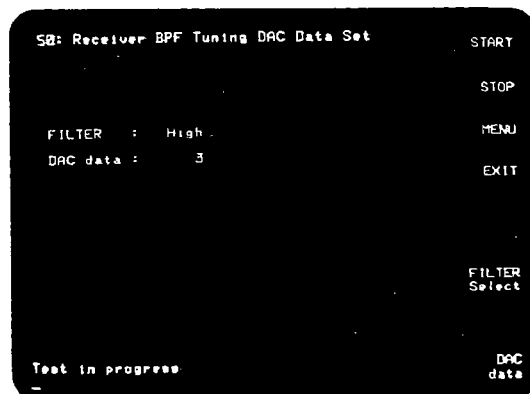 50: Receiver BPF Tuning DAC Data Set
START
STOP
FILTER : High
MENU
DAC data : 3
EXIT
FILTER
Select
Test in progress
DAC
data